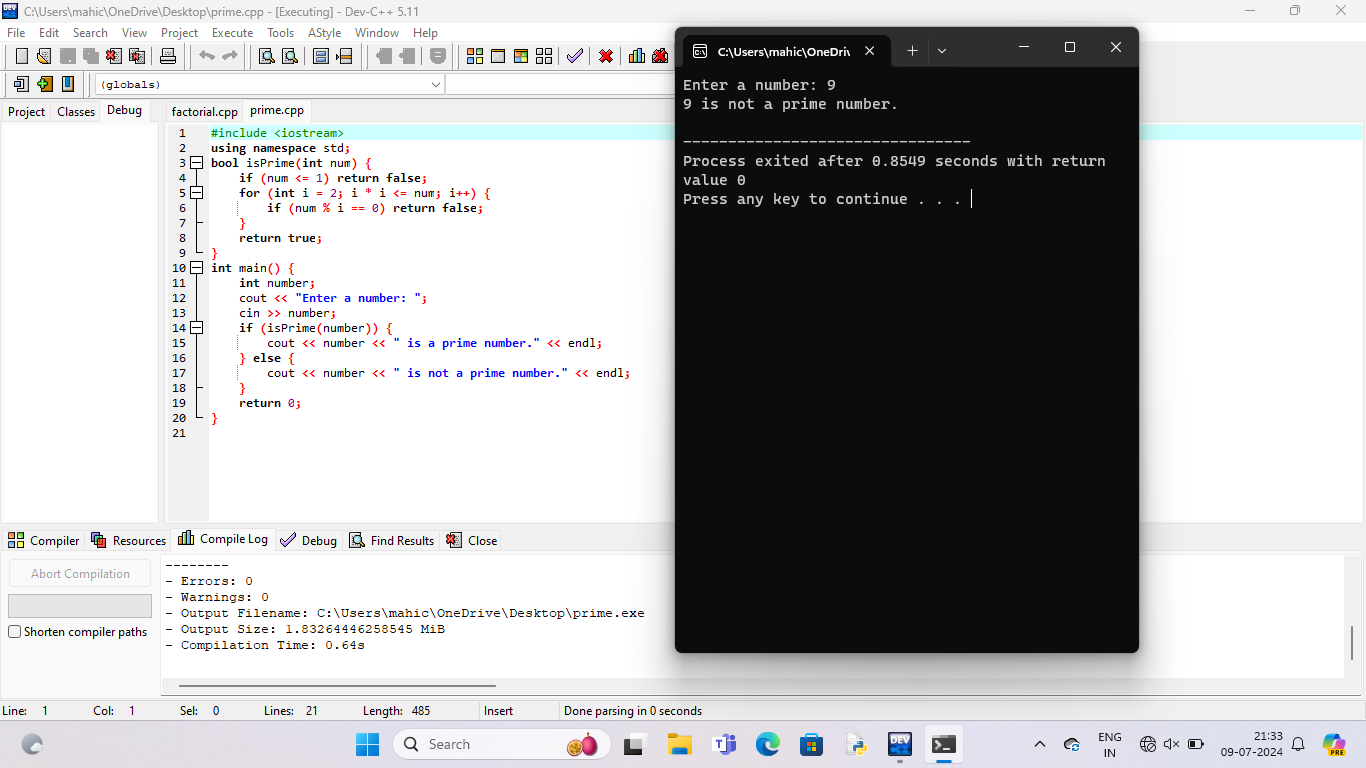 C:\Users\mahic\OneDrive\Desktop\prime.cpp - [Executing] - Dev-C++ 5.11
File Edit Search View Project Execute Tools AStyle Window Help
(globals)
Project Classes Debug
factorial.cpp prime.cpp
1 #include <iostream>
2 using namespace std;
3 bool isPrime(int num) {
4 if (num <= 1) return false;
5 for (int i = 2; i * i <= num; i++) {
6 if (num % i == 0) return false;
7 }
8 return true;
9 }
10 int main() {
11 int number;
12 cout << "Enter a number: ";
13 cin >> number;
14 if (isPrime(number)) {
15 cout << number << " is a prime number." << endl;
16 } else {
17 cout << number << " is not a prime number." << endl;
18 }
19 return 0;
20 }
21
C:\Users\mahic\OneDri
Enter a number: 9
9 is not a prime number.
--------------------------------
Process exited after 0.8549 seconds with return
value 0
Press any key to continue . . .
Compiler Resources Compile Log Debug Find Results Close
Abort Compilation
Shorten compiler paths
--------
- Errors: 0
- Warnings: 0
- Output Filename: C:\Users\mahic\OneDrive\Desktop\prime.exe
- Output Size: 1.83264446258545 MiB
- Compilation Time: 0.64s
Line: 1 Col: 1 Sel: 0 Lines: 21 Length: 485 Insert Done parsing in 0 seconds
Search
DEV
ENG
IN
21:33
09-07-2024
PRE